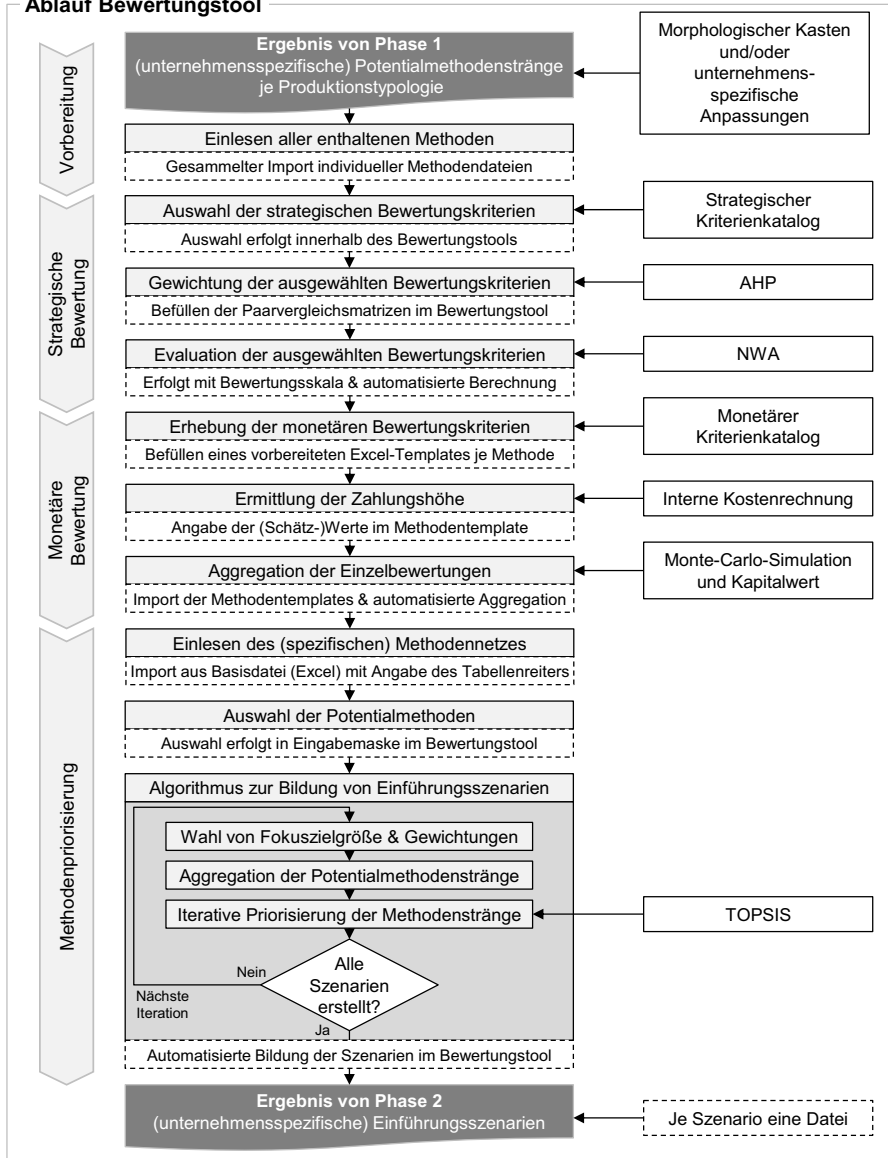 Ablauf Bewertungstool
Vorbereitung
Ergebnis von Phase 1
(unternehmensspezifische) Potentialmethodenstränge
je Produktionstypologie
Morphologischer Kasten
und/oder
unternehmens-
spezifische
Anpassungen
Einlesen aller enthaltenen Methoden
Gesammelter Import individueller Methodendateien
Strategische
Bewertung
Auswahl der strategischen Bewertungskriterien
Auswahl erfolgt innerhalb des Bewertungstools
Strategischer
Kriterienkatalog
Gewichtung der ausgewählten Bewertungskriterien
Befüllen der Paarvergleichsmatrizen im Bewertungstool
AHP
Evaluation der ausgewählten Bewertungskriterien
Erfolgt mit Bewertungsskala & automatisierte Berechnung
NWA
Monetäre
Bewertung
Erhebung der monetären Bewertungskriterien
Befüllen eines vorbereiteten Excel-Templates je Methode
Monetärer
Kriterienkatalog
Ermittlung der Zahlungshöhe
Angabe der (Schätz-)Werte im Methodentemplate
Interne Kostenrechnung
Aggregation der Einzelbewertungen
Import der Methodentemplates & automatisierte Aggregation
Monte-Carlo-Simulation
und Kapitalwert
Methodenpriorisierung
Einlesen des (spezifischen) Methodennetzes
Import aus Basisdatei (Excel) mit Angabe des Tabellenreiters
Auswahl der Potentialmethoden
Auswahl erfolgt in Eingabemaske im Bewertungstool
Algorithmus zur Bildung von Einführungsszenarien
Wahl von Fokuszielgröße & Gewichtungen
Aggregation der Potentialmethodenstränge
Iterative Priorisierung der Methodenstränge
TOPSIS
Alle
Szenarien
erstellt?
Nein
Nächste
Iteration
Ja
Automatisierte Bildung der Szenarien im Bewertungstool
Ergebnis von Phase 2
(unternehmensspezifische) Einführungsszenarien
Je Szenario eine Datei